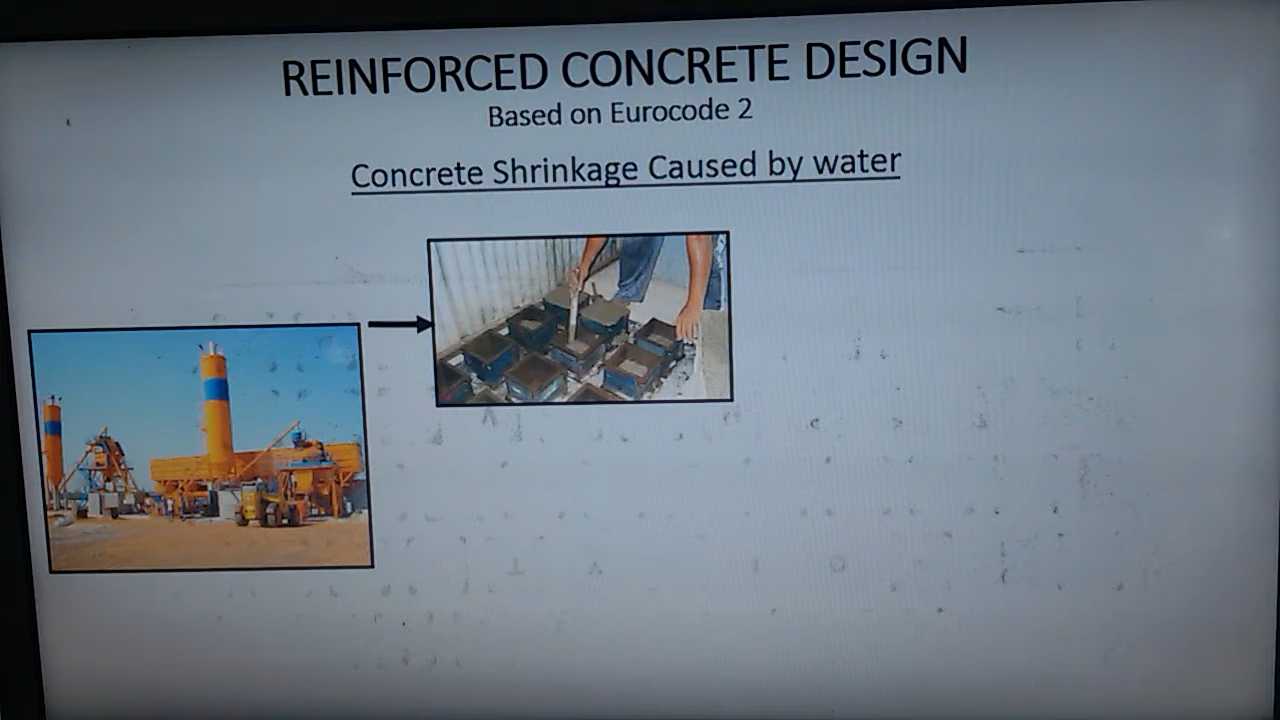 REINFORCED CONCRETE DESIGN
Based on Eurocode 2
Concrete Shrinkage Caused by water